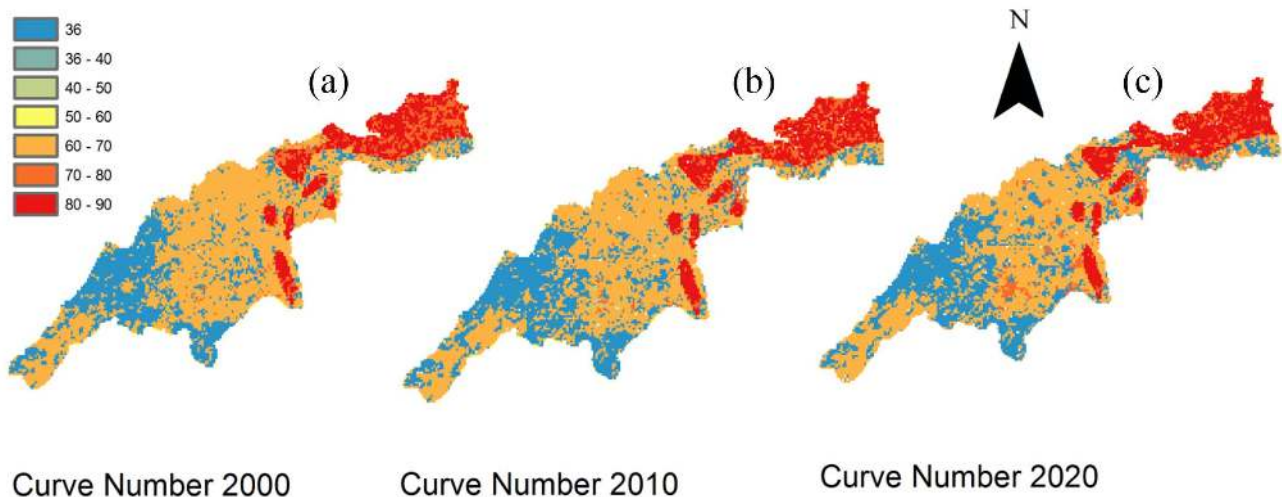 36
36 - 40
40 - 50
50 - 60
60 - 70
70 - 80
80 - 90
(a)
(b)
N
(c)
Curve Number 2000
Curve Number 2010
Curve Number 2020